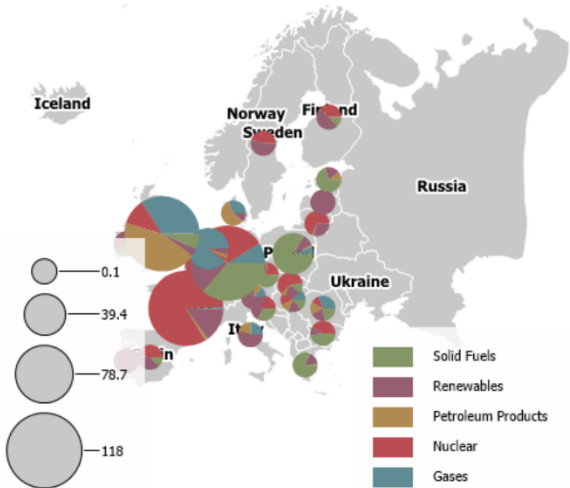 Iceland
Norway
Finland
Sweden
Russia
Ukraine
0.1
39.4
78.7
118
Solid Fuels
Renewables
Petroleum Products
Nuclear
Gases